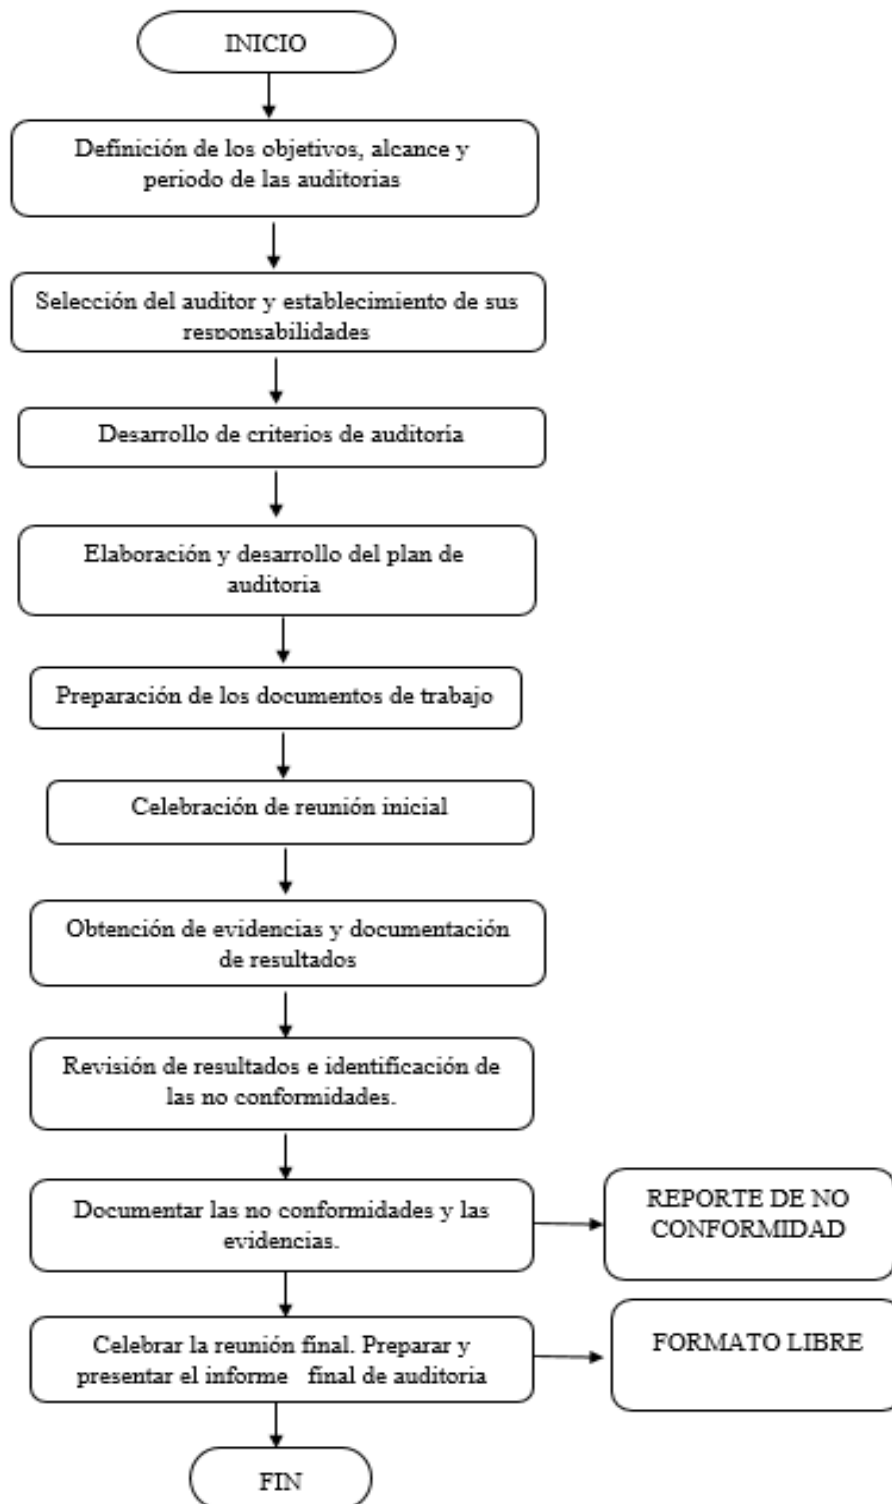 INICIO
Definición de los objetivos, alcance y
periodo de las auditorias
Selección del auditor y establecimiento de sus
responsabilidades
Desarrollo de criterios de auditoría
Elaboración y desarrollo del plan de
auditoria
Preparación de los documentos de trabajo
Celebración de reunión inicial
Obtención de evidencias y documentación
de resultados
Revisión de resultados e identificación de
las no conformidades.
Documentar las no conformidades y las
evidencias.
REPORTE DE NO
CONFORMIDAD
Celebrar la reunión final. Preparar y
presentar el informe final de auditoria
FORMATO LIBRE
FIN